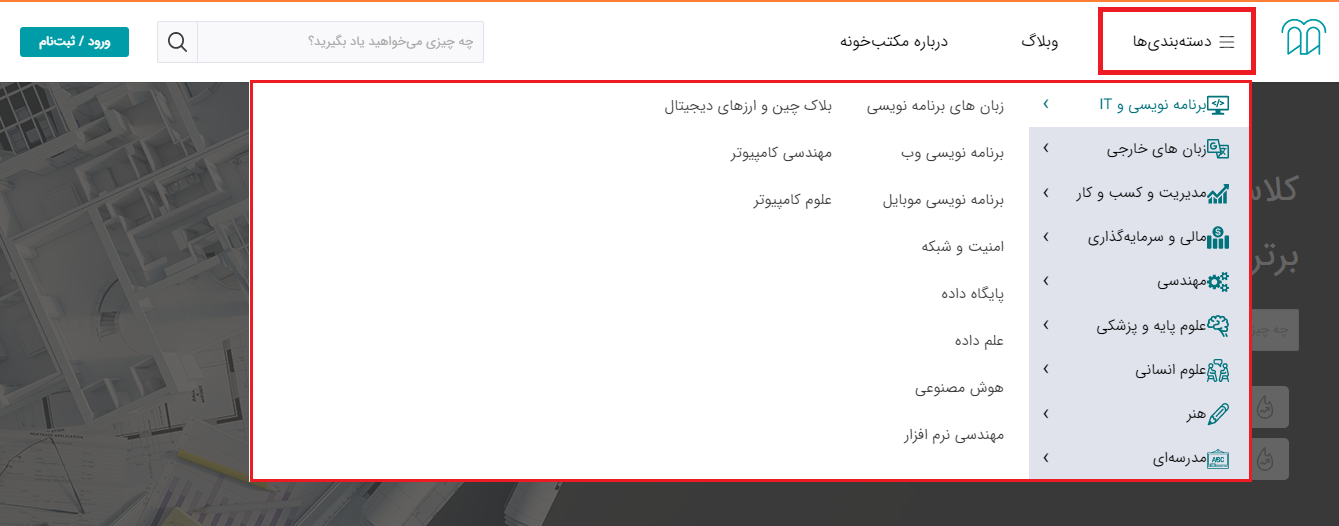 دسته‌بندی‌ها
وبلاگ
درباره مکتب‌خونه
چه چیزی می‌خواهید یاد بگیرید؟
ورود / ثبت‌نام
برنامه نویسی و IT
زبان های خارجی
مدیریت و کسب و کار
مالی و سرمایه‌گذاری
مهندسی
علوم پایه و پزشکی
علوم انسانی
هنر
مدرسه‌ای
زبان های برنامه نویسی
برنامه نویسی وب
برنامه نویسی موبایل
امنیت و شبکه
پایگاه داده
علم داده
هوش مصنوعی
مهندسی نرم افزار
بلاک چین و ارزهای دیجیتال
مهندسی کامپیوتر
علوم کامپیوتر
برتر
چه چیز